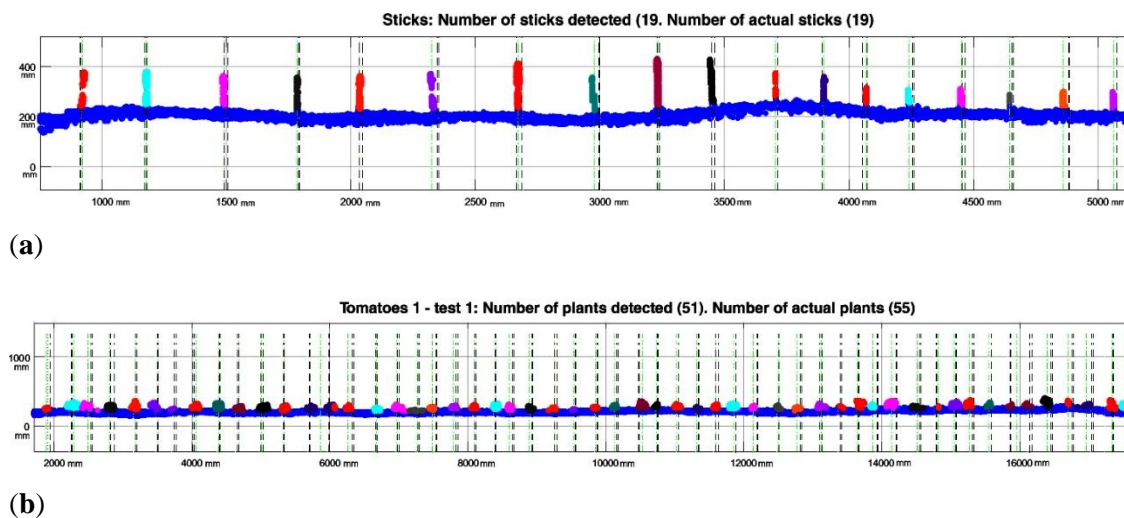 Sticks: Number of sticks detected (19. Number of actual sticks (19)
400
mm
200
mm
0
mm
1000 mm 1500 mm 2000 mm 2500 mm 3000 mm 3500 mm 4000 mm 4500 mm 5000 mm
(a)
Tomatoes 1 - test 1: Number of plants detected (51). Number of actual plants (55)
1000
mm
0
mm
2000 mm 4000 mm 6000 mm 8000 mm 10000 mm 12000 mm 14000 mm 16000 mm
(b)